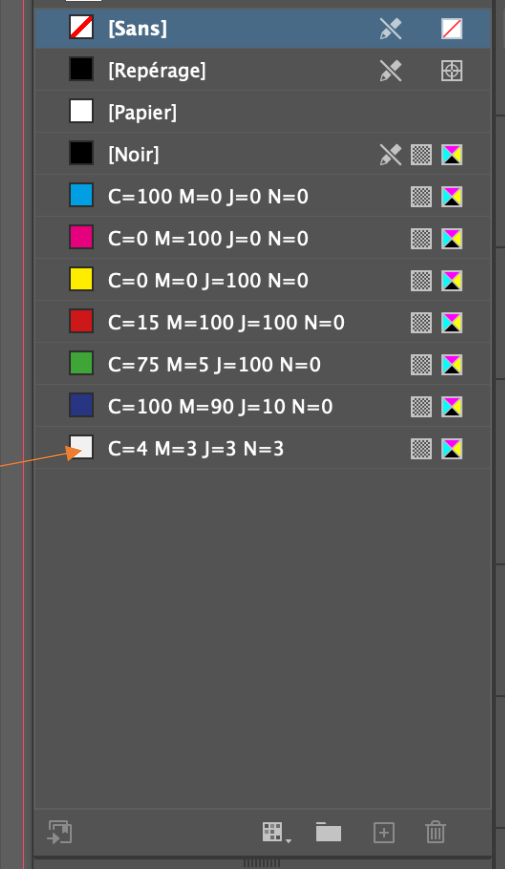 [Sans]
[Repérage]
[Papier]
[Noir]
C=100 M=0 J=0 N=0
C=0 M=100 J=0 N=0
C=0 M=0 J=100 N=0
C=15 M=100 J=100 N=0
C=75 M=5 J=100 N=0
C=100 M=90 J=10 N=0
C=4 M=3 J=3 N=3